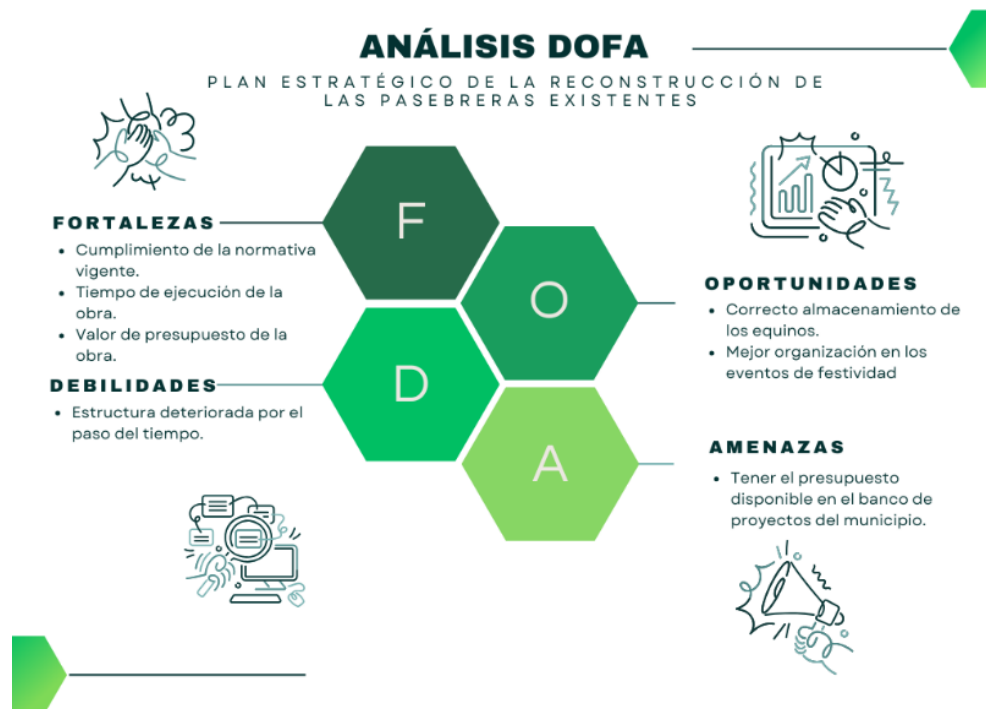 ANÁLISIS DOFA
PLAN ESTRATÉGICO DE LA RECONSTRUCCIÓN DE
LAS PASEBRERAS EXISTENTES
F
FORTALEZAS
• Cumplimiento de la normativa
vigente.
• Tiempo de ejecución de la
obra.
• Valor de presupuesto de la
obra.
O
OPORTUNIDADES
• Correcto almacenamiento de
los equinos.
• Mejor organización en los
eventos de festividad
D
DEBILIDADES
• Estructura deteriorada por el
paso del tiempo.
A
AMENAZAS
• Tener el presupuesto
disponible en el banco de
proyectos del municipio.